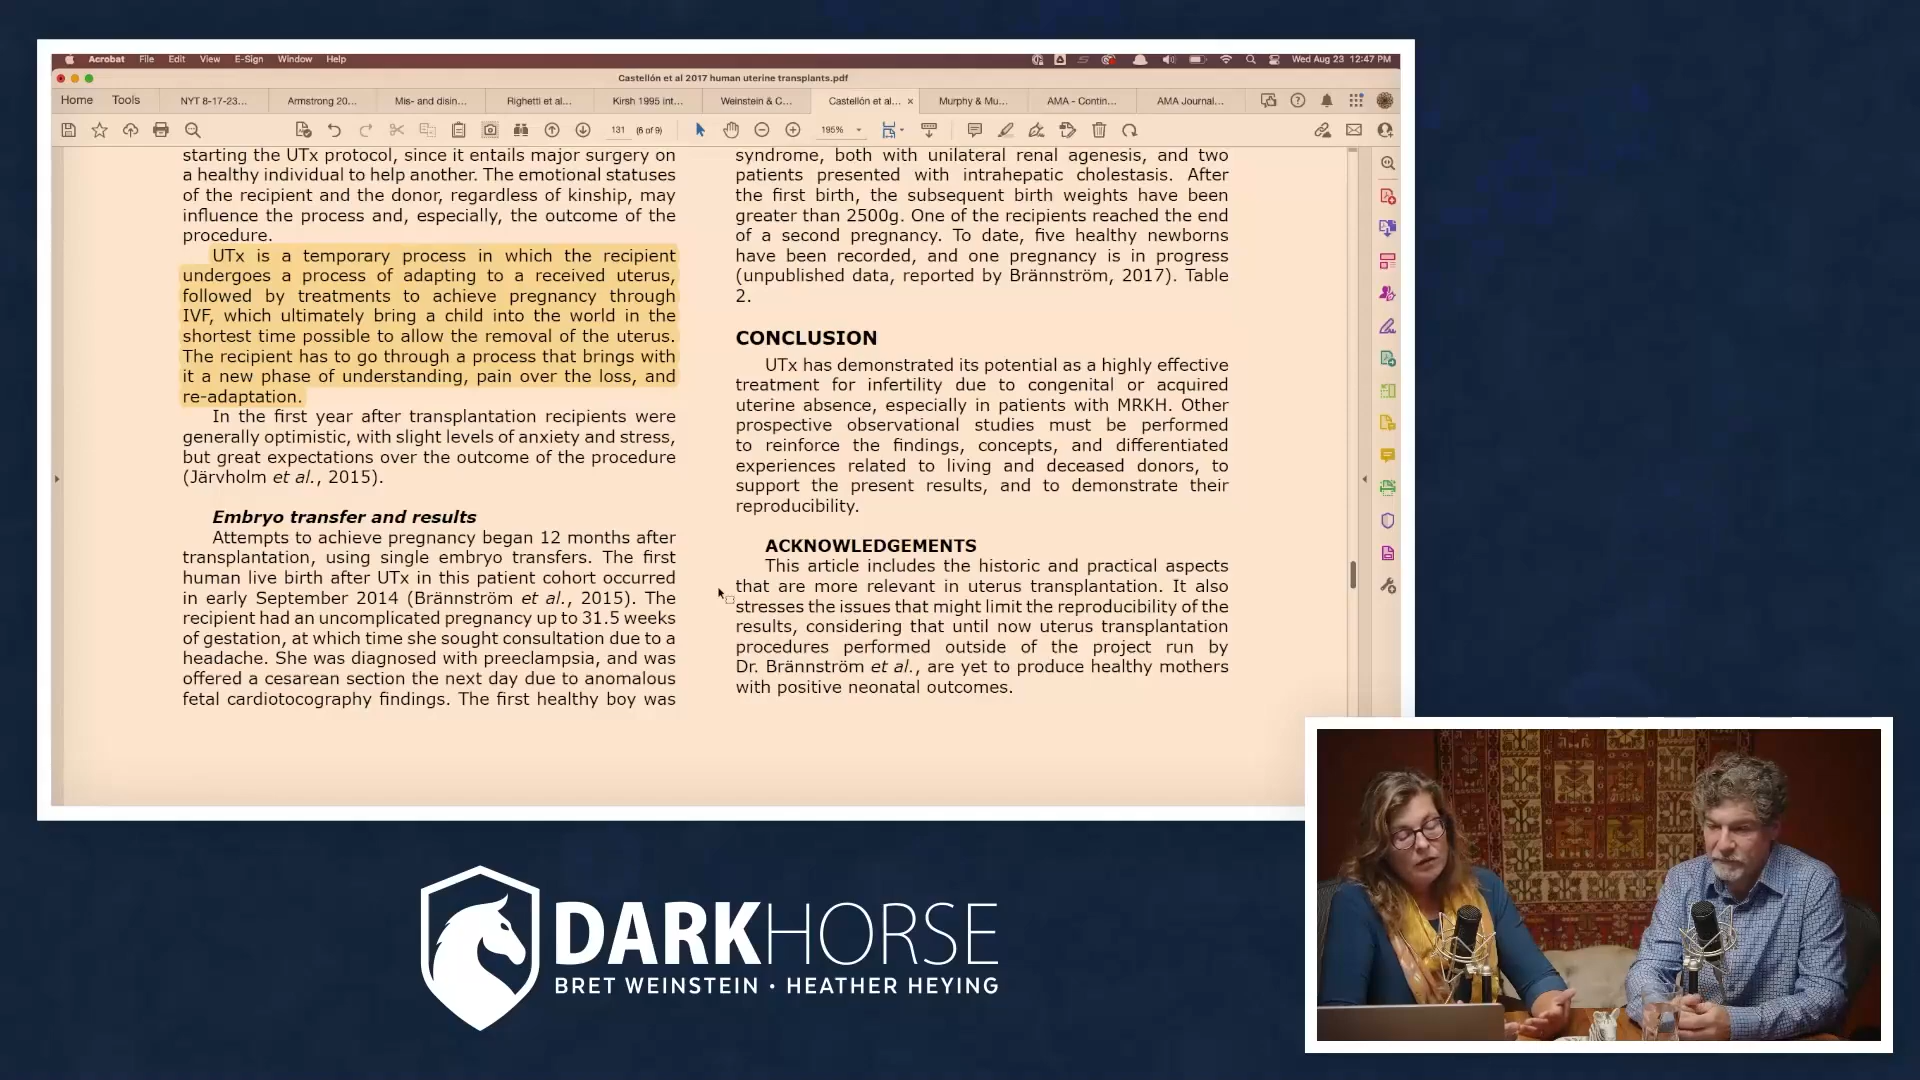 Acrobat File Edit View E-Sign Window Help
Wed Aug 23 12:47 PM
Castellón et al 2017 human uterine transplants.pdf
Home Tools NYT 8-17-23... Armstrong 20... Mis- and disin... Righetti et al... Kirsh 1995 int... Weinstein & C... Castellón et al... × Murphy & Mu... AMA - Contin... AMA Journal...
131 (6 of 9) 195%
starting the UTx protocol, since it entails major surgery on
a healthy individual to help another. The emotional statuses
of the recipient and the donor, regardless of kinship, may
influence the process and, especially, the outcome of the
procedure.
UTx is a temporary process in which the recipient
undergoes a process of adapting to a received uterus,
followed by treatments to achieve pregnancy through
IVF, which ultimately bring a child into the world in the
shortest time possible to allow the removal of the uterus.
The recipient has to go through a process that brings with
it a new phase of understanding, pain over the loss, and
re-adaptation.
In the first year after transplantation recipients were
generally optimistic, with slight levels of anxiety and stress,
but great expectations over the outcome of the procedure
(Järvholm et al., 2015).
Embryo transfer and results
Attempts to achieve pregnancy began 12 months after
transplantation, using single embryo transfers. The first
human live birth after UTx in this patient cohort occurred
in early September 2014 (Brännström et al., 2015). The
recipient had an uncomplicated pregnancy up to 31.5 weeks
of gestation, at which time she sought consultation due to a
headache. She was diagnosed with preeclampsia, and was
offered a cesarean section the next day due to anomalous
fetal cardiotocography findings. The first healthy boy was
syndrome, both with unilateral renal agenesis, and two
patients presented with intrahepatic cholestasis. After
the first birth, the subsequent birth weights have been
greater than 2500g. One of the recipients reached the end
of a second pregnancy. To date, five healthy newborns
have been recorded, and one pregnancy is in progress
(unpublished data, reported by Brännström, 2017). Table
2.
CONCLUSION
UTx has demonstrated its potential as a highly effective
treatment for infertility due to congenital or acquired
uterine absence, especially in patients with MRKH. Other
prospective observational studies must be performed
to reinforce the findings, concepts, and differentiated
experiences related to living and deceased donors, to
support the present results, and to demonstrate their
reproducibility.
ACKNOWLEDGEMENTS
This article includes the historic and practical aspects
that are more relevant in uterus transplantation. It also
stresses the issues that might limit the reproducibility of the
results, considering that until now uterus transplantation
procedures performed outside of the project run by
Dr. Brännström et al., are yet to produce healthy mothers
with positive neonatal outcomes.
DARKHORSE
BRET WEINSTEIN • HEATHER HEYING